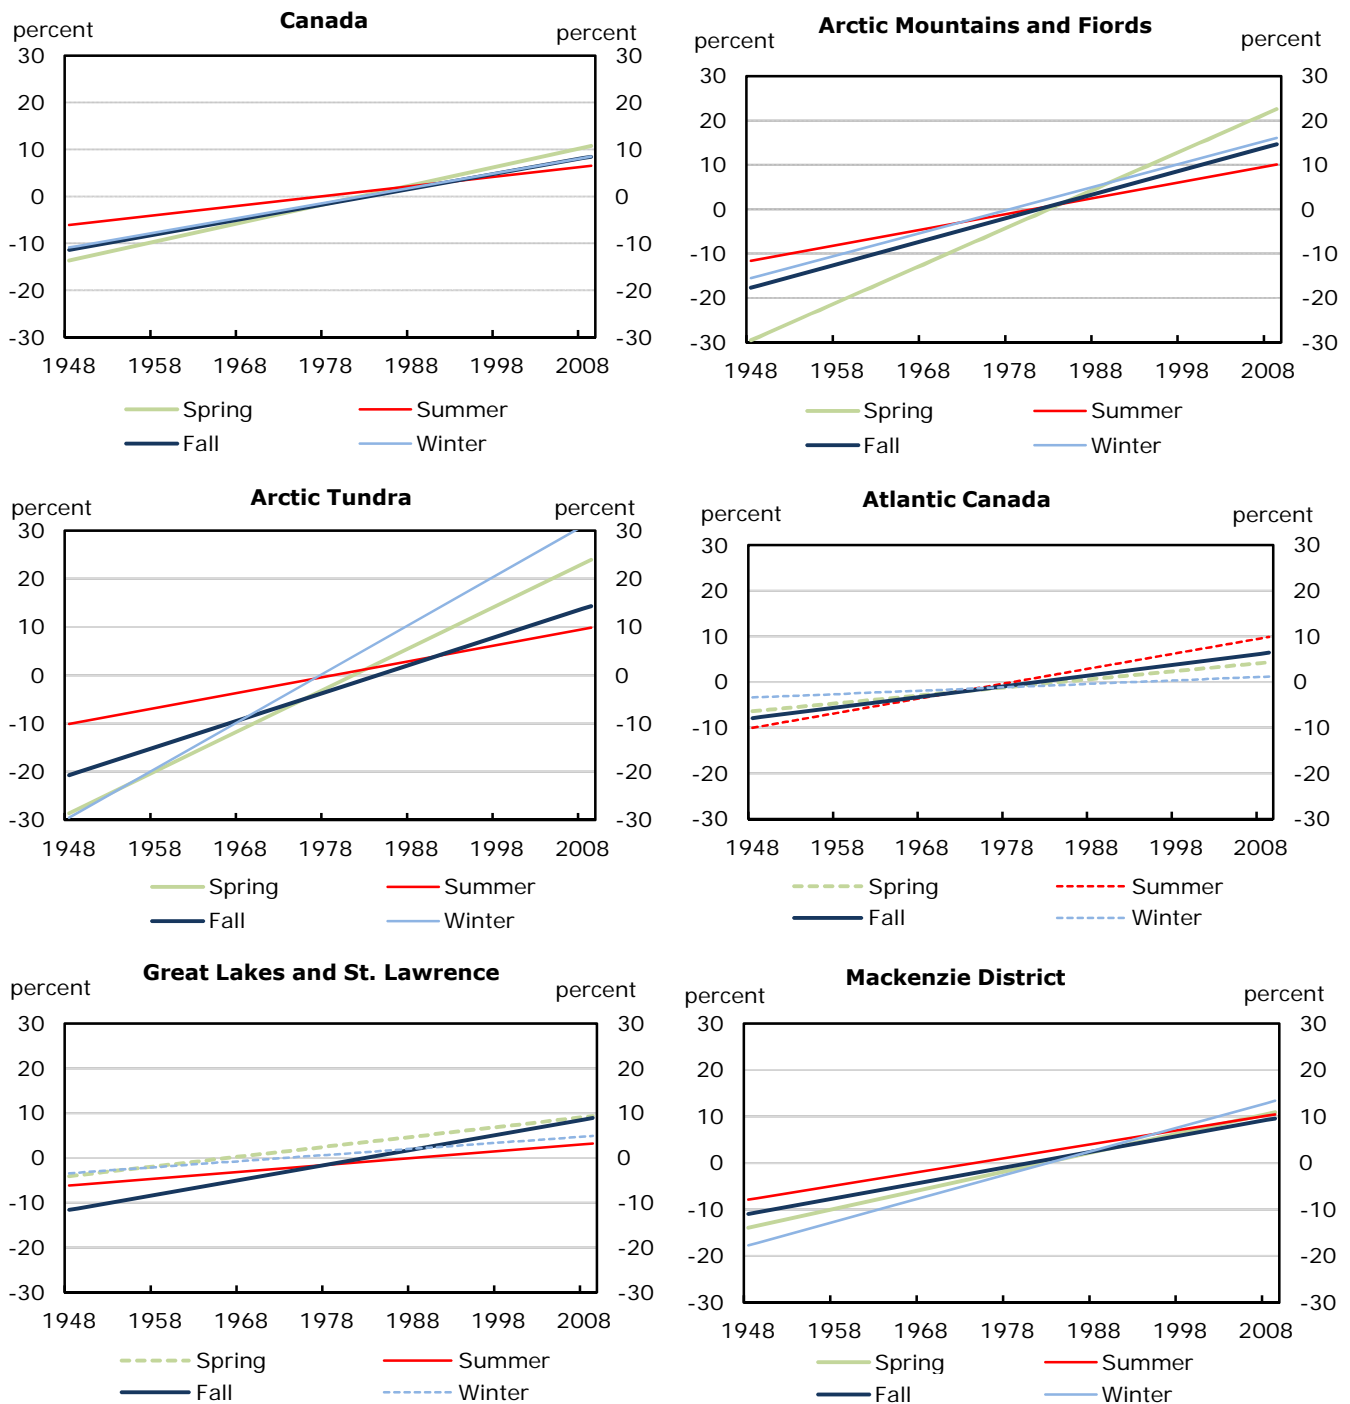 Canada
percent percent
30 30
20 20
10 10
0 0
-10 -10
-20 -20
-30 -30
1948 1958 1968 1978 1988 1998 2008
Spring Summer
Fall Winter
Arctic Mountains and Fiords
percent percent
30 30
20 20
10 10
0 0
-10 -10
-20 -20
-30 -30
1948 1958 1968 1978 1988 1998 2008
Spring Summer
Fall Winter
Arctic Tundra
percent percent
30 30
20 20
10 10
0 0
-10 -10
-20 -20
-30 -30
1948 1958 1968 1978 1988 1998 2008
Spring Summer
Fall Winter
Atlantic Canada
percent percent
30 30
20 20
10 10
0 0
-10 -10
-20 -20
-30 -30
1948 1958 1968 1978 1988 1998 2008
Spring Summer
Fall Winter
Great Lakes and St. Lawrence
percent percent
30 30
20 20
10 10
0 0
-10 -10
-20 -20
-30 -30
1948 1958 1968 1978 1988 1998 2008
Spring Summer
Fall Winter
Mackenzie District
percent percent
30 30
20 20
10 10
0 0
-10 -10
-20 -20
-30 -30
1948 1958 1968 1978 1988 1998 2008
Spring Summer
Fall Winter